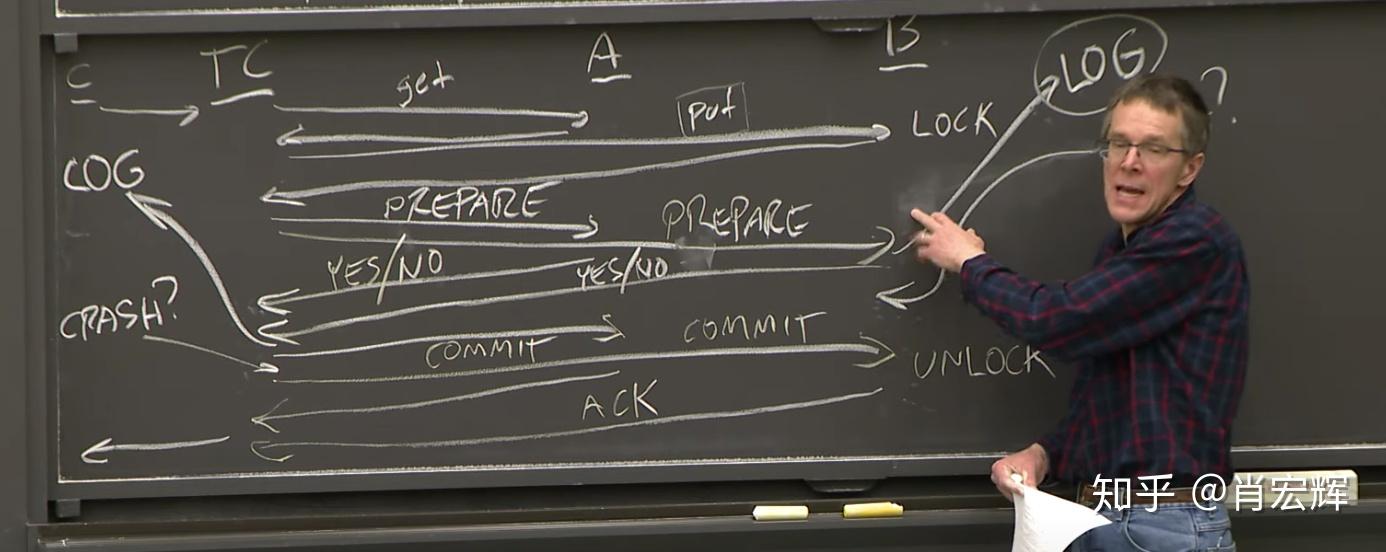 C TC get A B LOG ?
put LOCK
LOG
PREPARE PREPARE
YES/NO YES/NO
CRASH? COMMIT COMMIT
UNLOCK
ACK
知乎 @肖宏辉